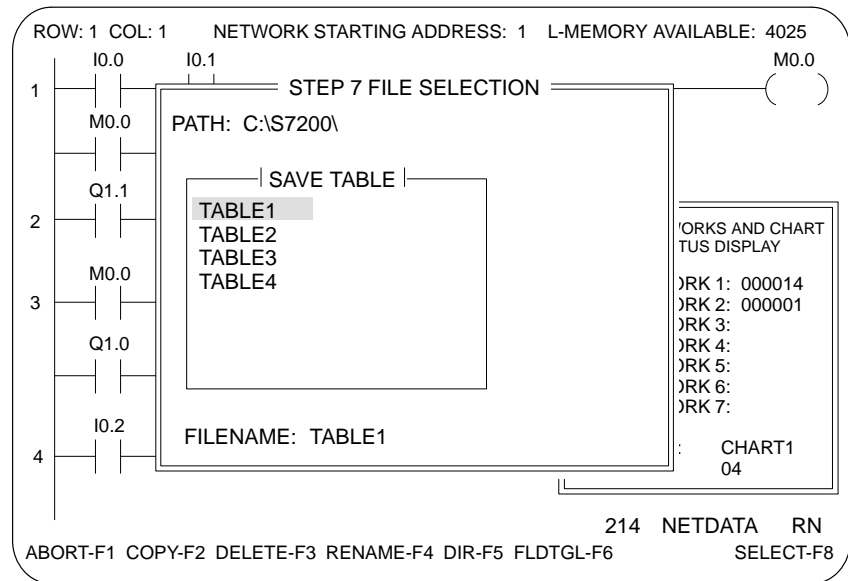 ROW: 1 COL: 1 NETWORK STARTING ADDRESS: 1 L-MEMORY AVAILABLE: 4025
I0.0 I0.1 M0.0
1
STEP 7 FILE SELECTION
M0.0
PATH: C:\S7200\
SAVE TABLE
Q1.1
TABLE1
2
TABLE2
TABLE3
TABLE4
M0.0
3
Q1.0
I0.2
FILENAME: TABLE1
4
ORKS AND CHART
TUS DISPLAY
RK 1: 000014
RK 2: 000001
RK 3:
RK 4:
RK 5:
RK 6:
RK 7:
: CHART1
04
214 NETDATA RN
ABORT-F1 COPY-F2 DELETE-F3 RENAME-F4 DIR-F5 FLDTGL-F6 SELECT-F8